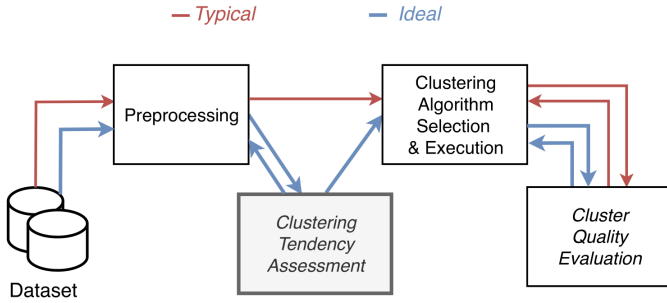 Typical
Ideal
Preprocessing
Clustering
Algorithm
Selection
& Execution
Clustering
Tendency
Assessment
Cluster
Quality
Evaluation
Dataset